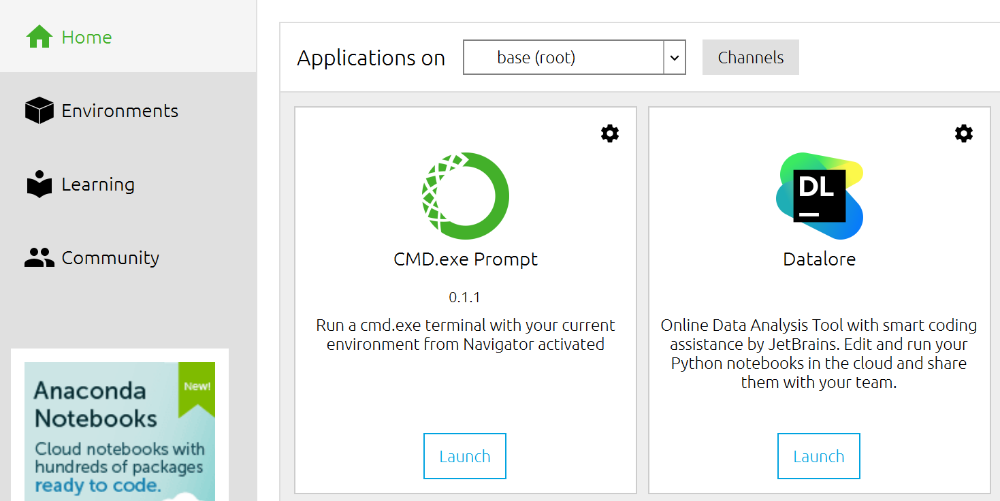 Home
Environments
Learning
Community
Anaconda
Notebooks
New!
Cloud notebooks with
hundreds of packages
ready to code.
Applications on
base (root)
Channels
CMD.exe Prompt
0.1.1
Run a cmd.exe terminal with your current
environment from Navigator activated
Launch
DL
Datalore
Online Data Analysis Tool with smart coding
assistance by JetBrains. Edit and run your
Python notebooks in the cloud and share
them with your team.
Launch